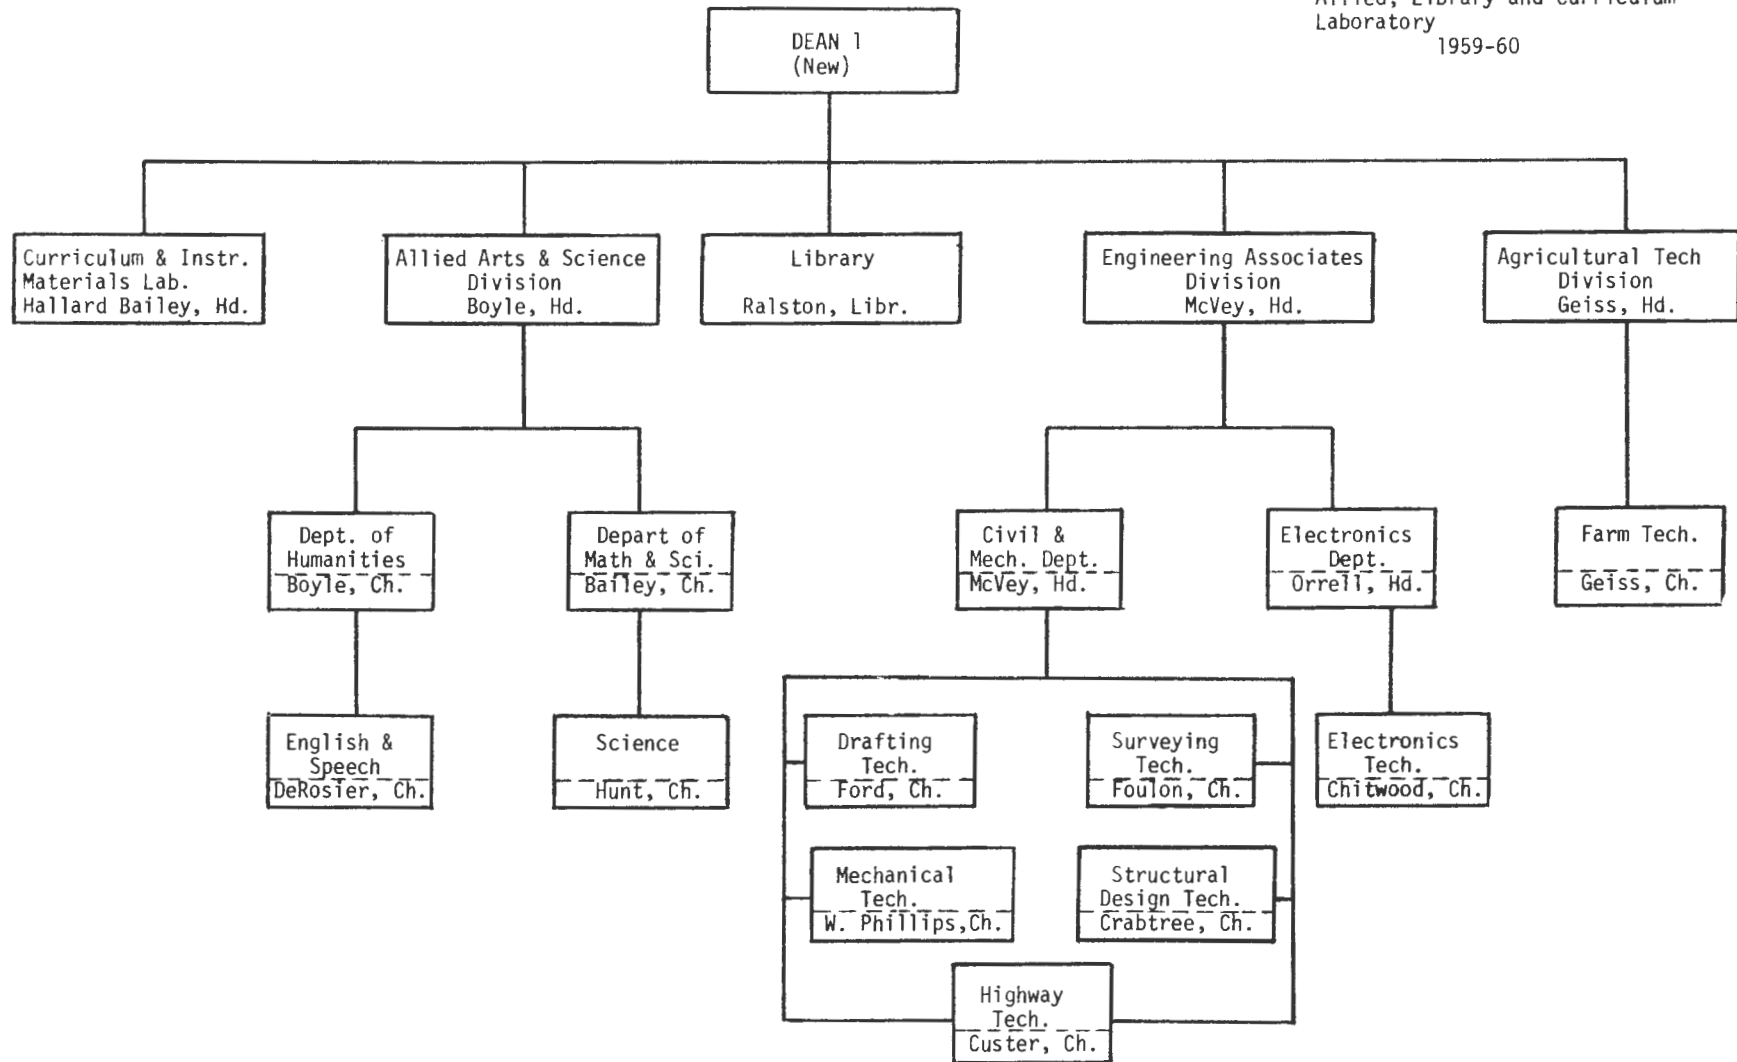 Allied, Library and Curriculum
Laboratory
1959-60
DEAN 1
(New)
Curriculum & Instr.
Materials Lab.
Hallard Bailey, Hd.
Allied Arts & Science
Division
Boyle, Hd.
Library
Ralston, Libr.
Engineering Associates
Division
McVey, Hd.
Agricultural Tech
Division
Geiss, Hd.
Dept. of
Humanities
Boyle, Ch.
Depart of
Math & Sci.
Bailey, Ch.
Civil &
Mech. Dept.
McVey, Hd.
Electronics
Dept.
Orrell, Hd.
Farm Tech.
Geiss, Ch.
English &
Speech
DeRosier, Ch.
Science
Hunt, Ch.
Drafting
Tech.
Ford, Ch.
Surveying
Tech.
Foulon, Ch.
Electronics
Tech.
Chitwood, Ch.
Mechanical
Tech.
W. Phillips,Ch.
Structural
Design Tech.
Crabtree, Ch.
Highway
Tech.
Custer, Ch.